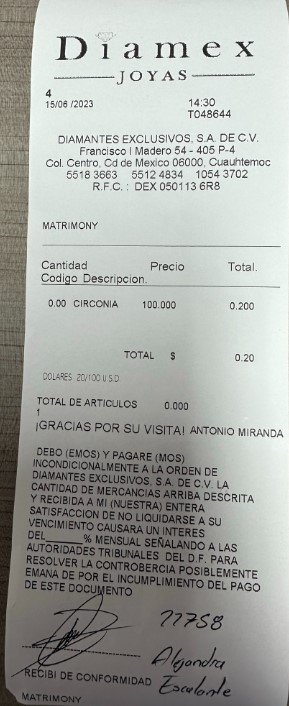 Diamex
JOYAS
4
15/06 /2023 14:30
T048644
DIAMANTES EXCLUSIVOS, S.A. DE C.V.
Francisco I Madero 54 - 405 P-4
Col. Centro, Cd de Mexico 06000, Cuauhtemoc
5518 3663 5512 4834 1054 3702
R.F.C. : DEX 050113 6R8
MATRIMONY
Cantidad Precio Total.
Codigo Descripcion.
0.00 CIRCONIA 100.000 0.200
TOTAL $ 0.20
DOLARES 20/100 U.S.D.
TOTAL DE ARTICULOS 0.000
1
¡GRACIAS POR SU VISITA! ANTONIO MIRANDA
DEBO (EMOS) Y PAGARE (MOS)
INCONDICIONALMENTE A LA ORDEN DE
DIAMANTES EXCLUSIVOS, S.A. DE C.V. LA
CANTIDAD DE MERCANCIAS ARRIBA DESCRITA
Y RECIBIDA A MI (NUESTRA) ENTERA
SATISFACCION DE NO LIQUIDARSE A SU
VENCIMIENTO CAUSARA UN INTERES
DEL______% MENSUAL SEÑALANDO A LAS
AUTORIDADES TRIBUNALES DEL D.F. PARA
RESOLVER LA CONTROBERCIA POSIBLEMENTE
EMANA DE POR EL INCUMPLIMIENTO DEL PAGO
DE ESTE DOCUMENTO
77758
Alejandra
RECIBI DE CONFORMIDAD Escalante
MATRIMONY